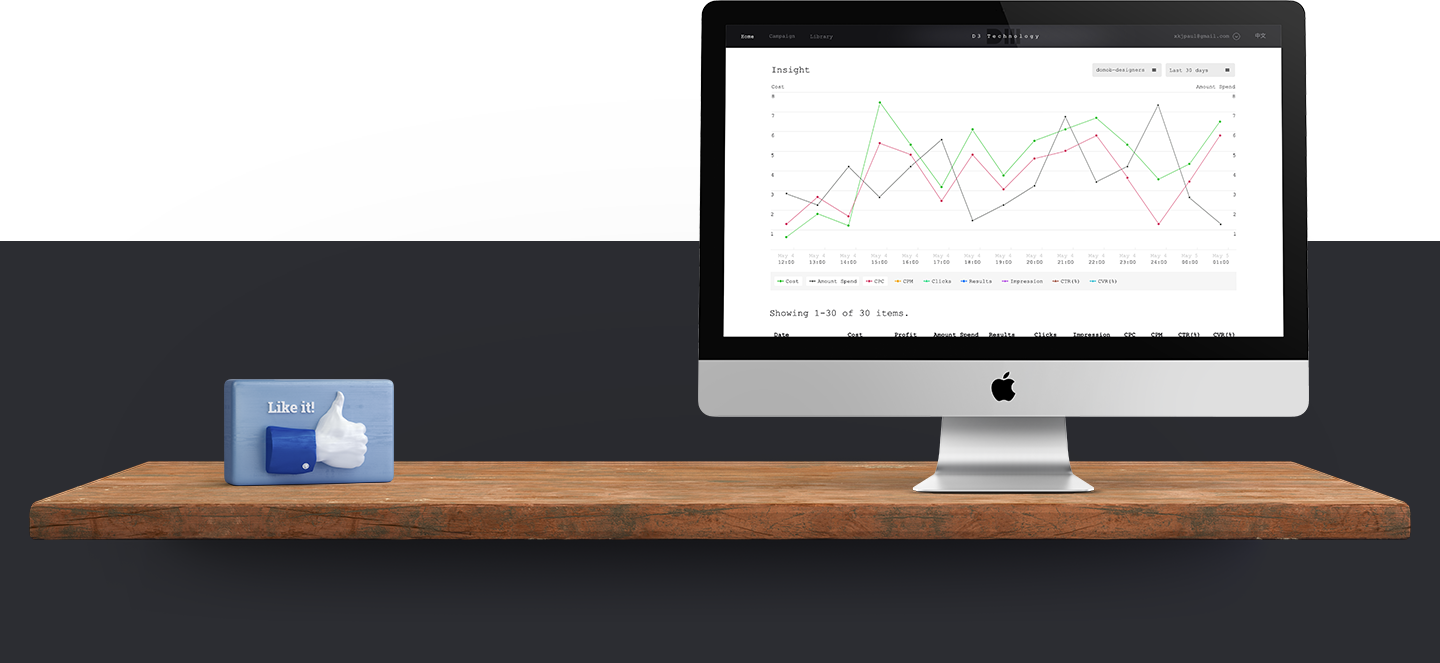 Home Campaign Library D3 Technology 中文
Insight domob-designers Last 30 days
Cost Amount Spend
8 8
7 7
6 6
5 5
4 4
3 3
2 2
1 1
May 4 May 4 May 4 May 4 May 4 May 4 May 4 May 4 May 4 May 4 May 4 May 4 May 4 May 5 May 5
12:00 13:00 14:00 15:00 16:00 17:00 18:00 19:00 20:00 21:00 22:00 23:00 24:00 00:00 01:00
Cost Amount Spend CPC CPM Clicks Results Impression CTR(%) CVR(%)
Showing 1-30 of 30 items.
Date Cost Profit Amount Spend Results Clicks Impression CPC CPM CTR(%) CVR(%)
Like it!